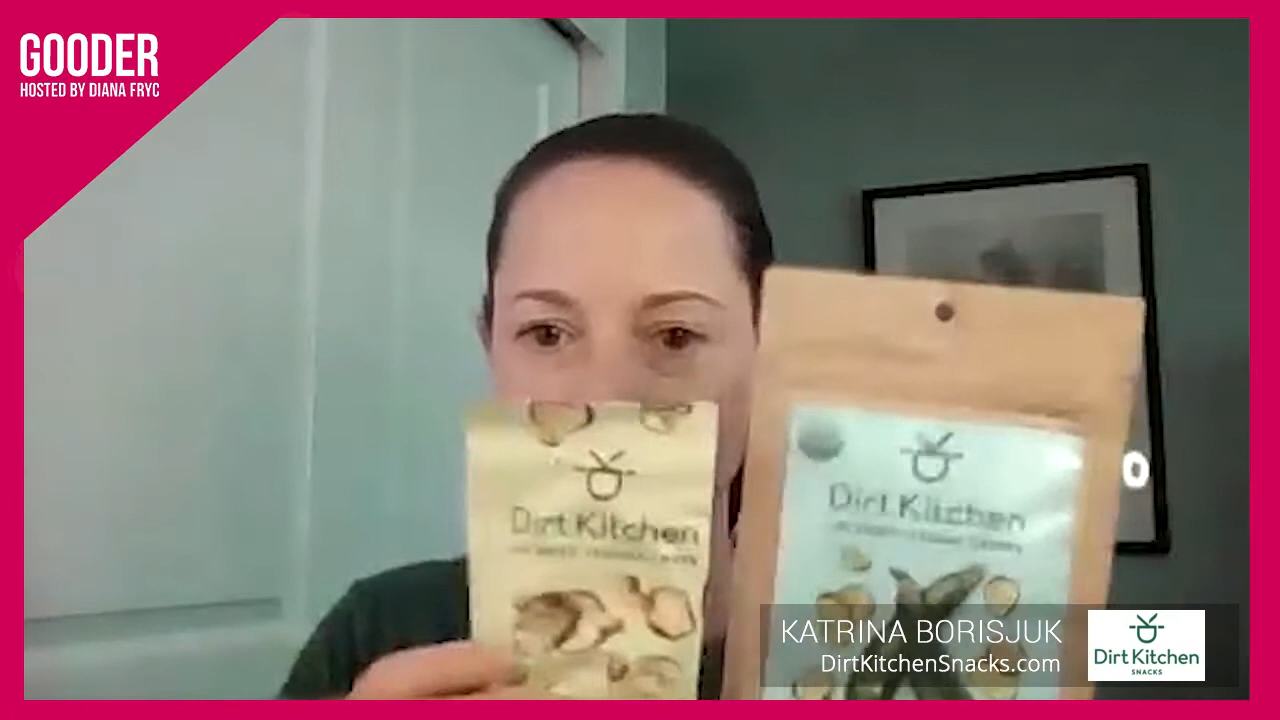 GOODER
HOSTED BY DIANA FRYC
Dirt Kitchen
Dirt Kitchen
KATRINA BORISJUK
DirtKitchenSnacks.com
Dirt Kitchen
SNACKS